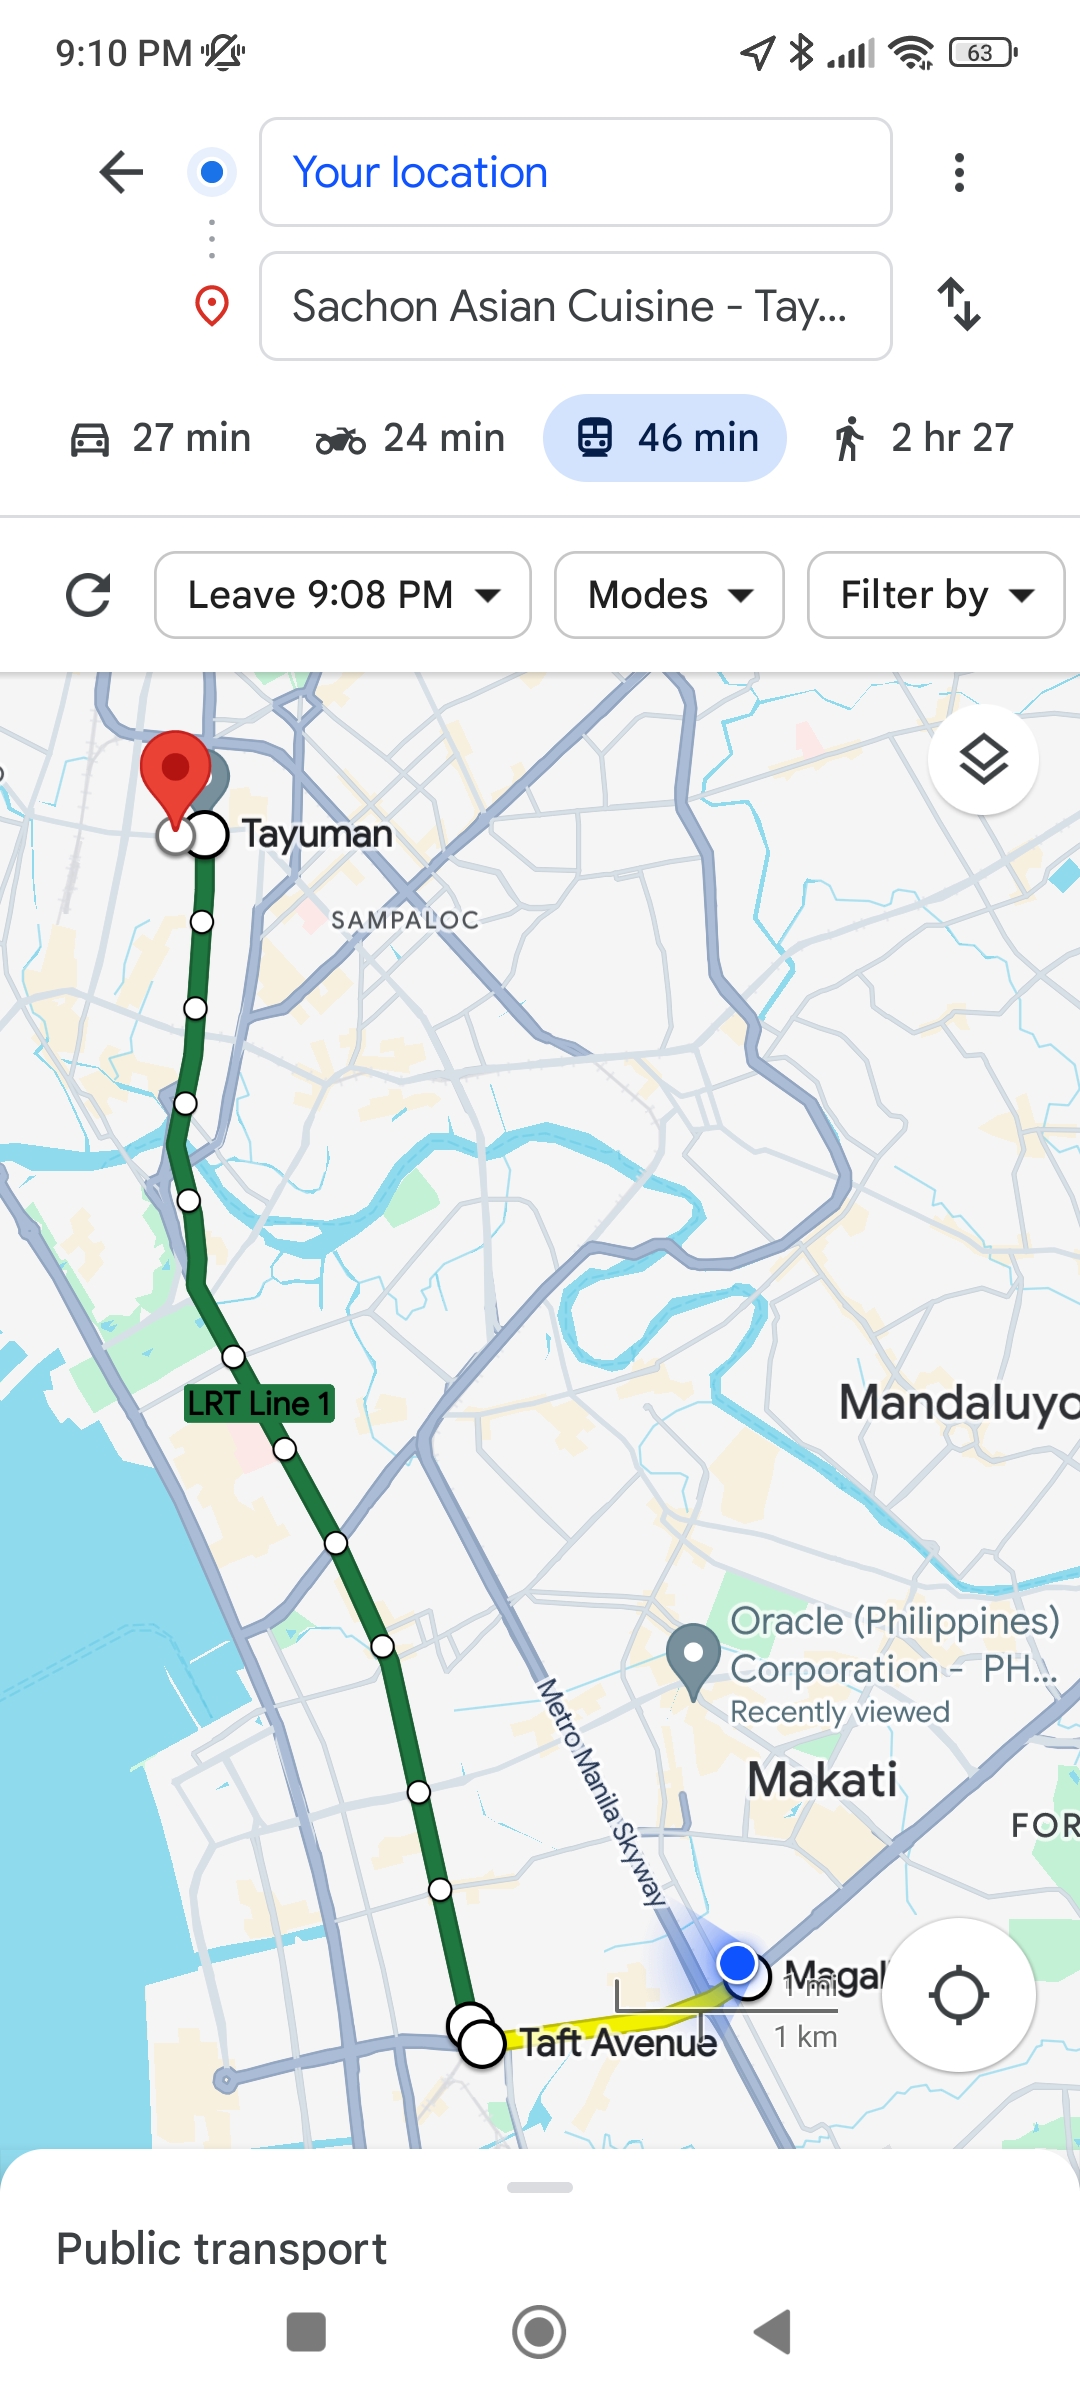 9:10 PM
63
Your location
Sachon Asian Cuisine - Tay...
27 min
24 min
46 min
2 hr 27
Leave 9:08 PM
Modes
Filter by
Tayuman
SAMPALOC
LRT Line 1
Mandaluyo
Oracle (Philippines)
Corporation - PH...
Recently viewed
Metro Manila Skyway
Makati
FOR
Magal
1 mi
Taft Avenue
1 km
Public transport